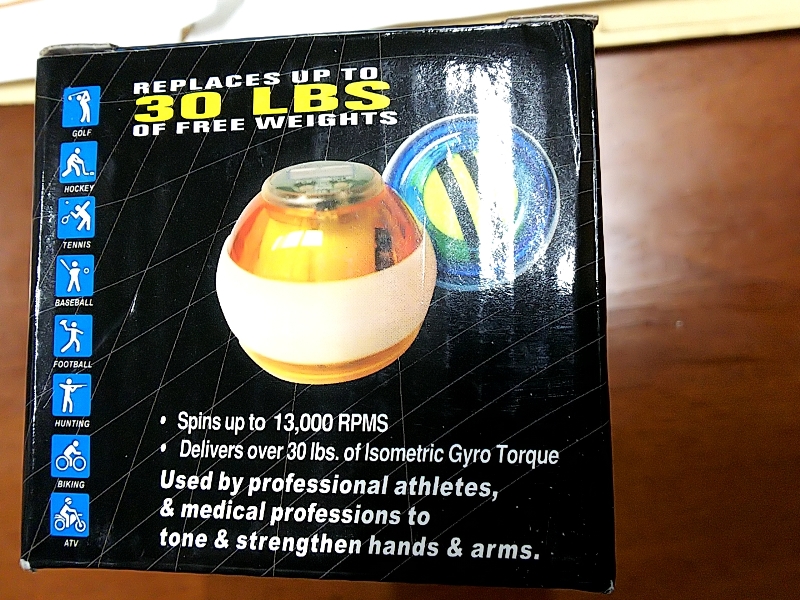 REPLACES UP TO
30 LBS
OF FREE WEIGHTS
GOLF
HOCKEY
TENNIS
BASEBALL
FOOTBALL
HUNTING
BIKING
ATV
• Spins up to 13,000 RPMS
• Delivers over 30 lbs. of Isometric Gyro Torque
Used by professional athletes,
& medical professions to
tone & strengthen hands & arms.